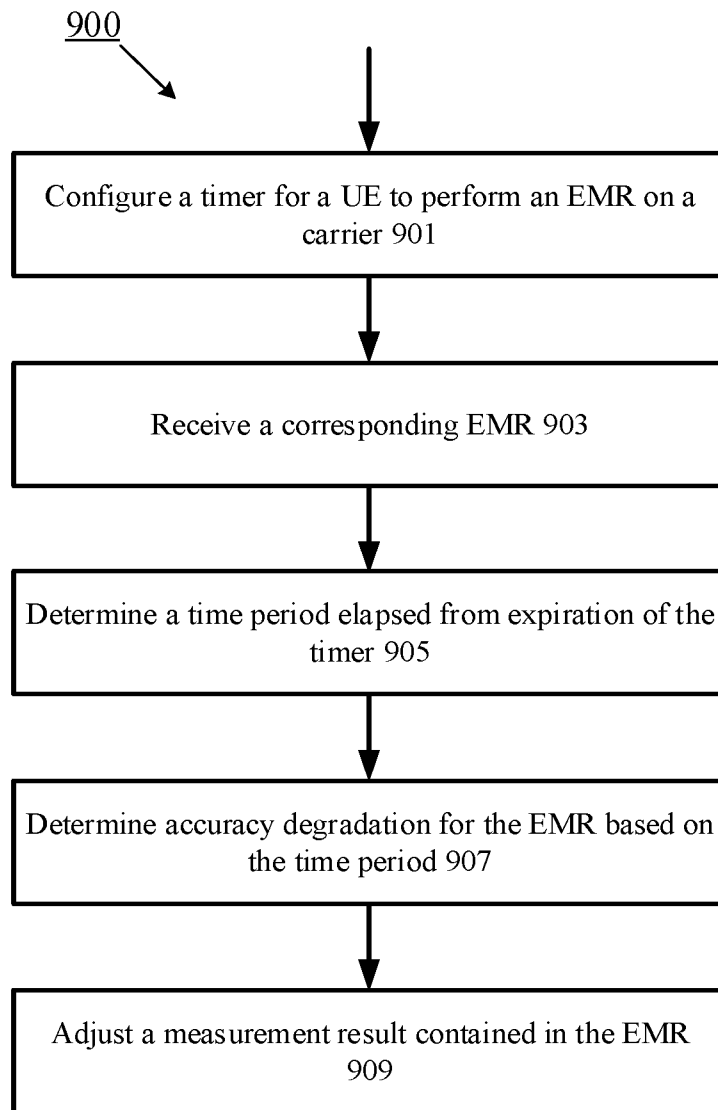 900
Configure a timer for a UE to perform an EMR on a
carrier 901
Receive a corresponding EMR 903
Determine a time period elapsed from expiration of the
timer 905
Determine accuracy degradation for the EMR based on
the time period 907
Adjust a measurement result contained in the EMR
909